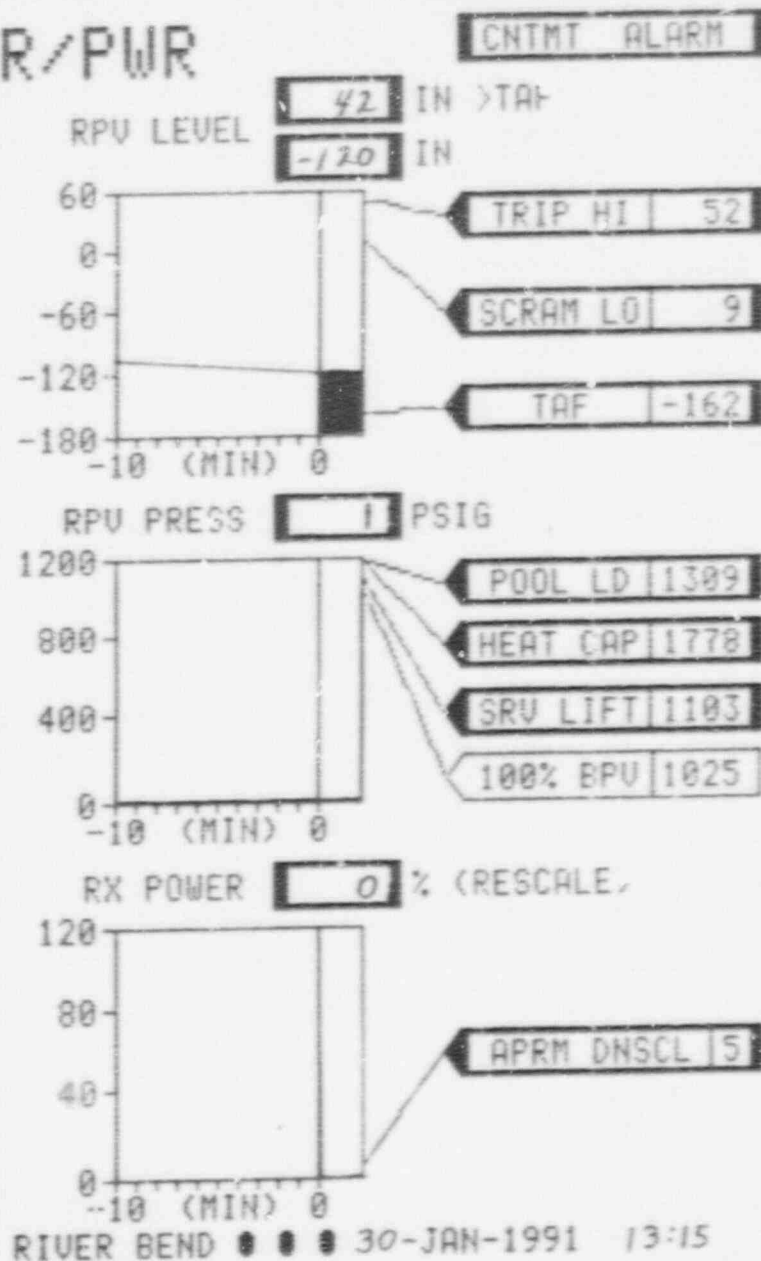 R/PWR
CNTMT ALARM
42 IN >TAF
RPV LEVEL
-120 IN
60
0
-60
-120
-180
-10 (MIN) 0
TRIP HI 52
SCRAM LO 9
TAF -162
RPV PRESS 1 PSIG
1200
800
400
0
-10 (MIN) 0
POOL LD 1309
HEAT CAP 1778
SRV LIFT 1103
100% BPV 1025
RX POWER 0 % (RESCALE
120
80
40
0
-10 (MIN) 0
APRM DNSCL 5
RIVER BEND 30-JAN-1991 13:15